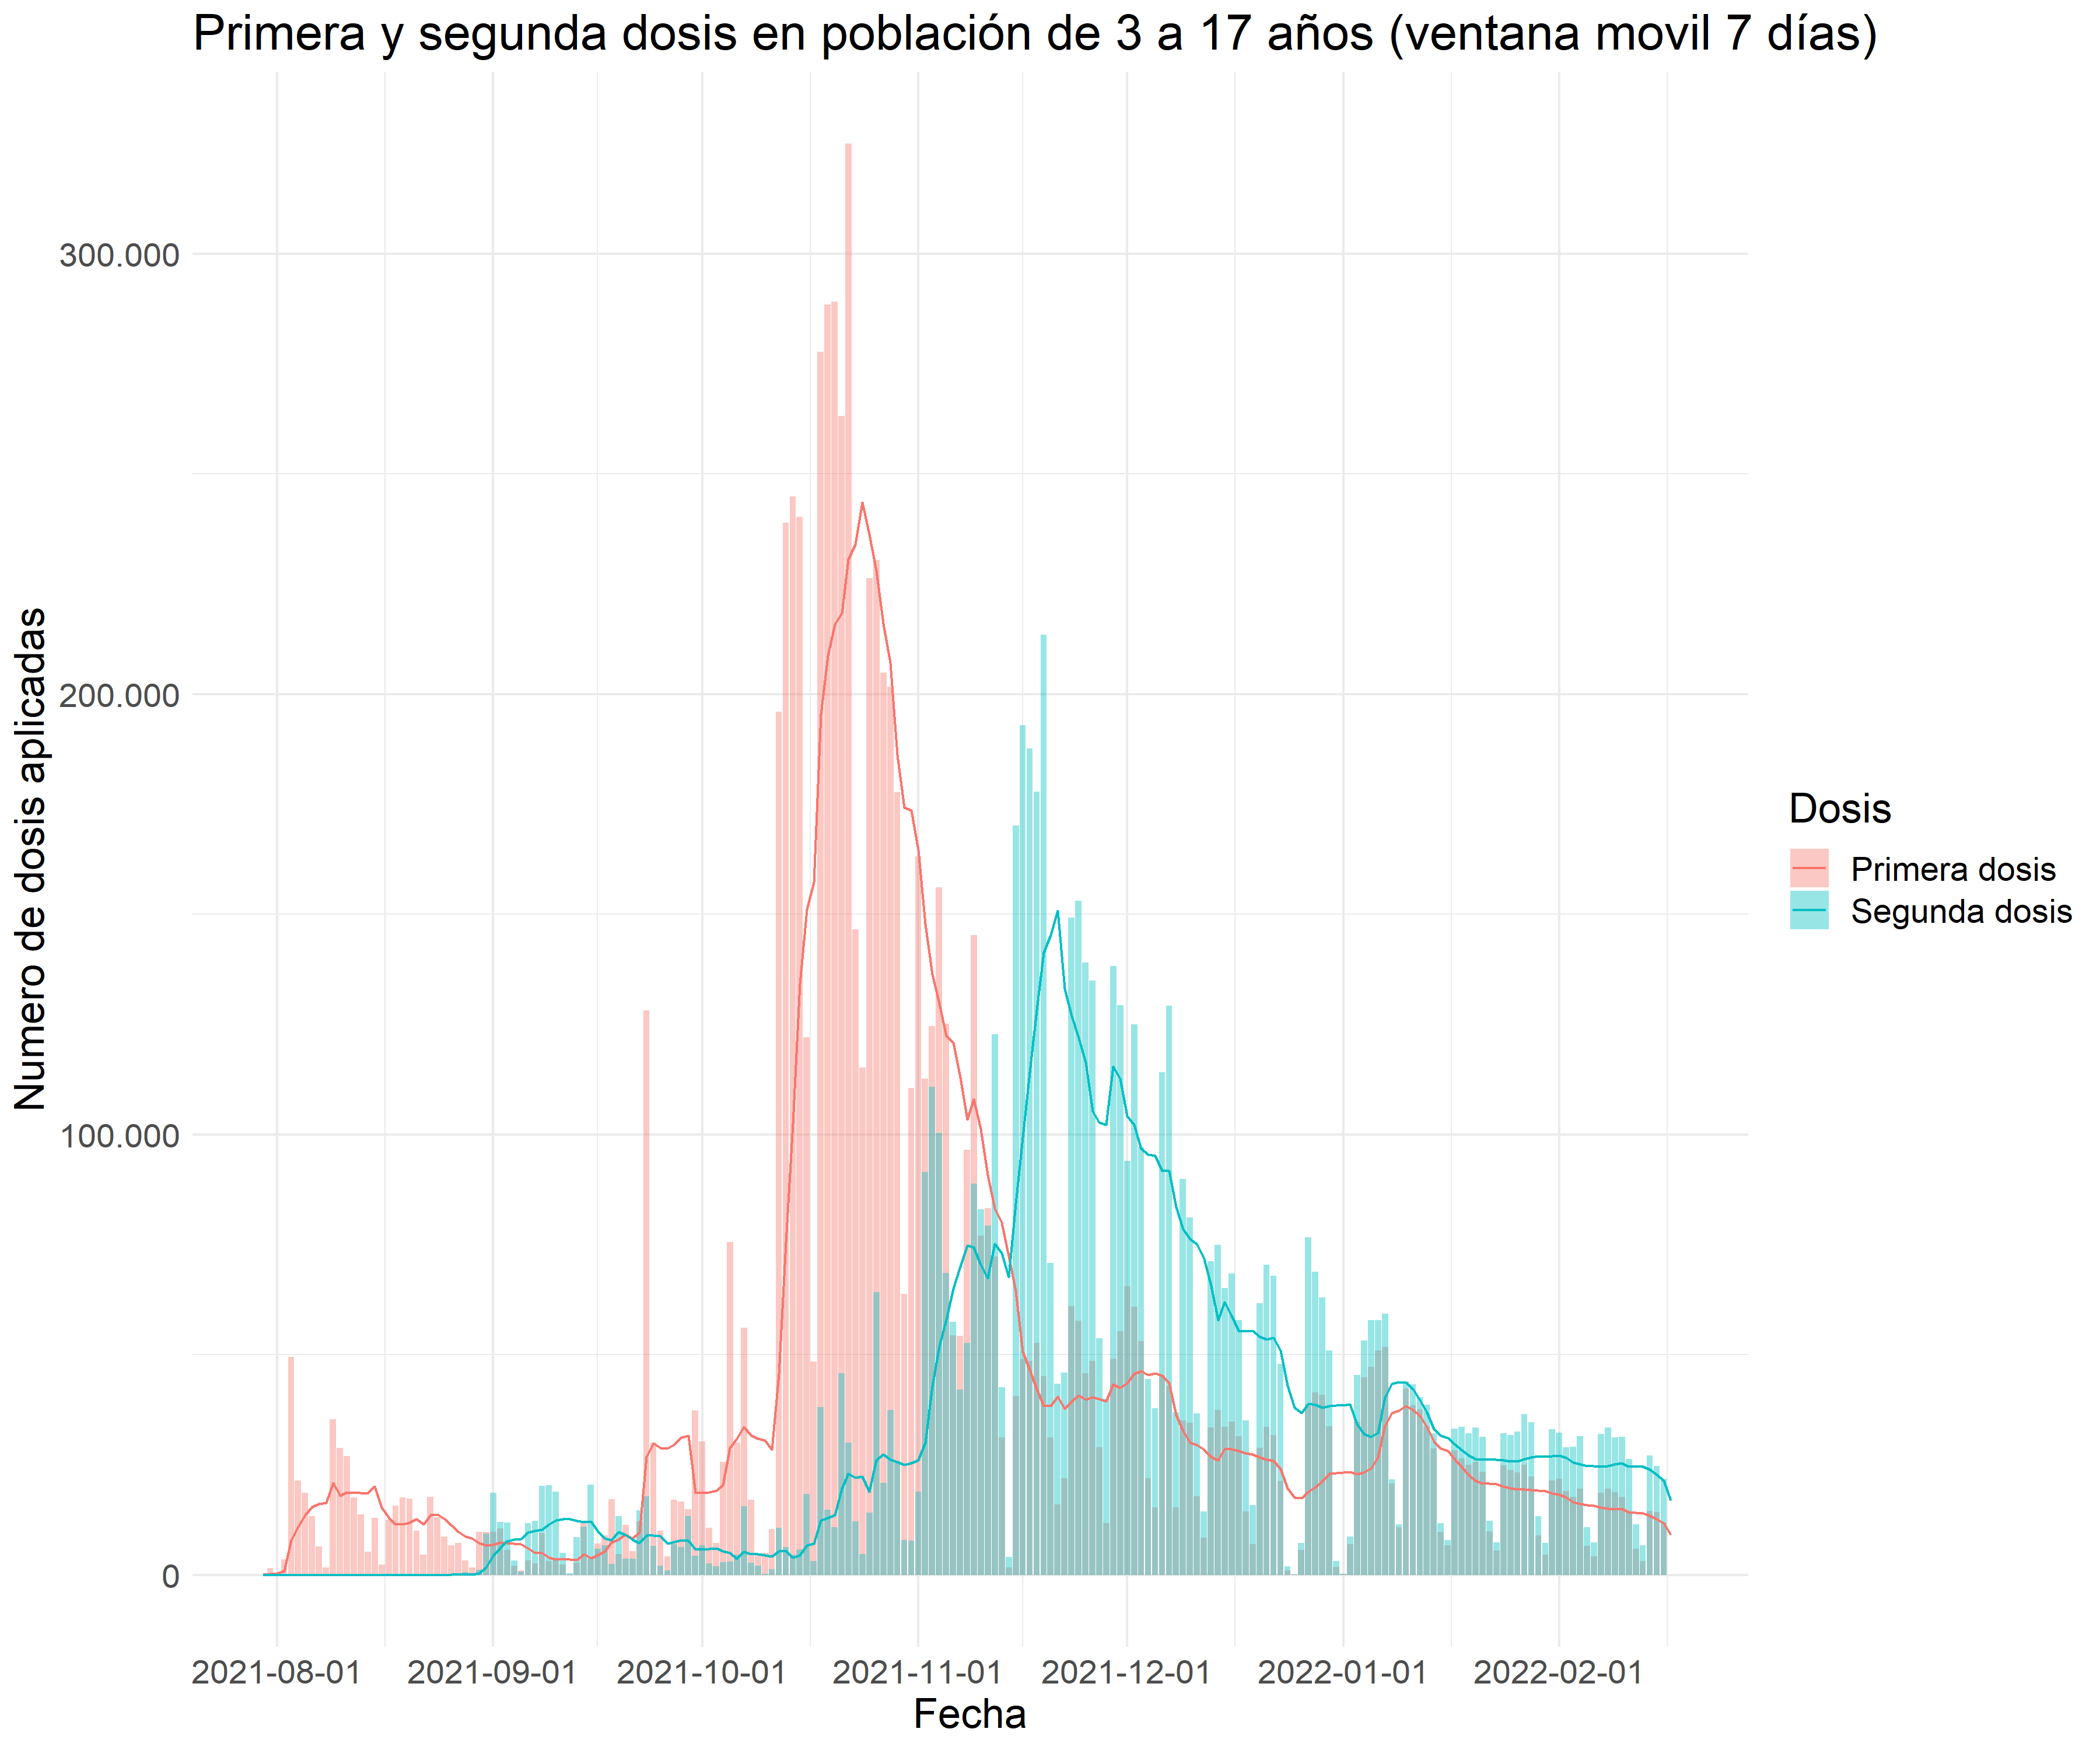 Primera y segunda dosis en población de 3 a 17 años (ventana movil 7 días)
Numero de dosis aplicadas
300.000
200.000
100.000
0
2021-08-01
2021-09-01
2021-10-01
2021-11-01
2021-12-01
2022-01-01
2022-02-01
Fecha
Dosis
Primera dosis
Segunda dosis